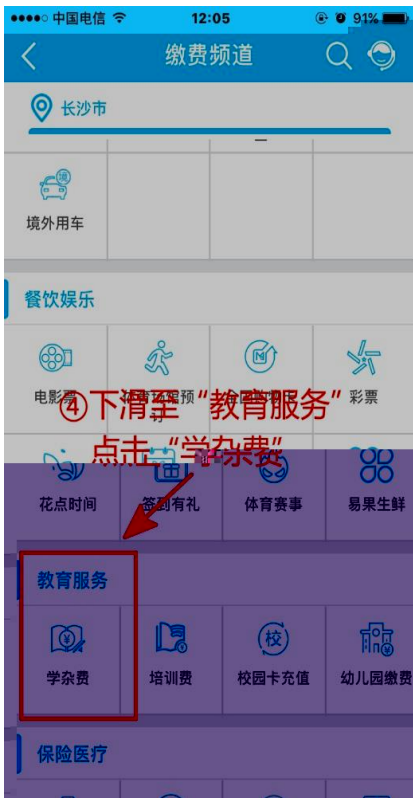 中国电信 12:05 91%
缴费频道
长沙市
境外用车
餐饮娱乐
电影票 彩票
④下滑至“教育服务”
点击“学杂费”
花点时间 签到有礼 体育赛事 易果生鲜
教育服务
学杂费 培训费 校园卡充值 幼儿园缴费
保险医疗